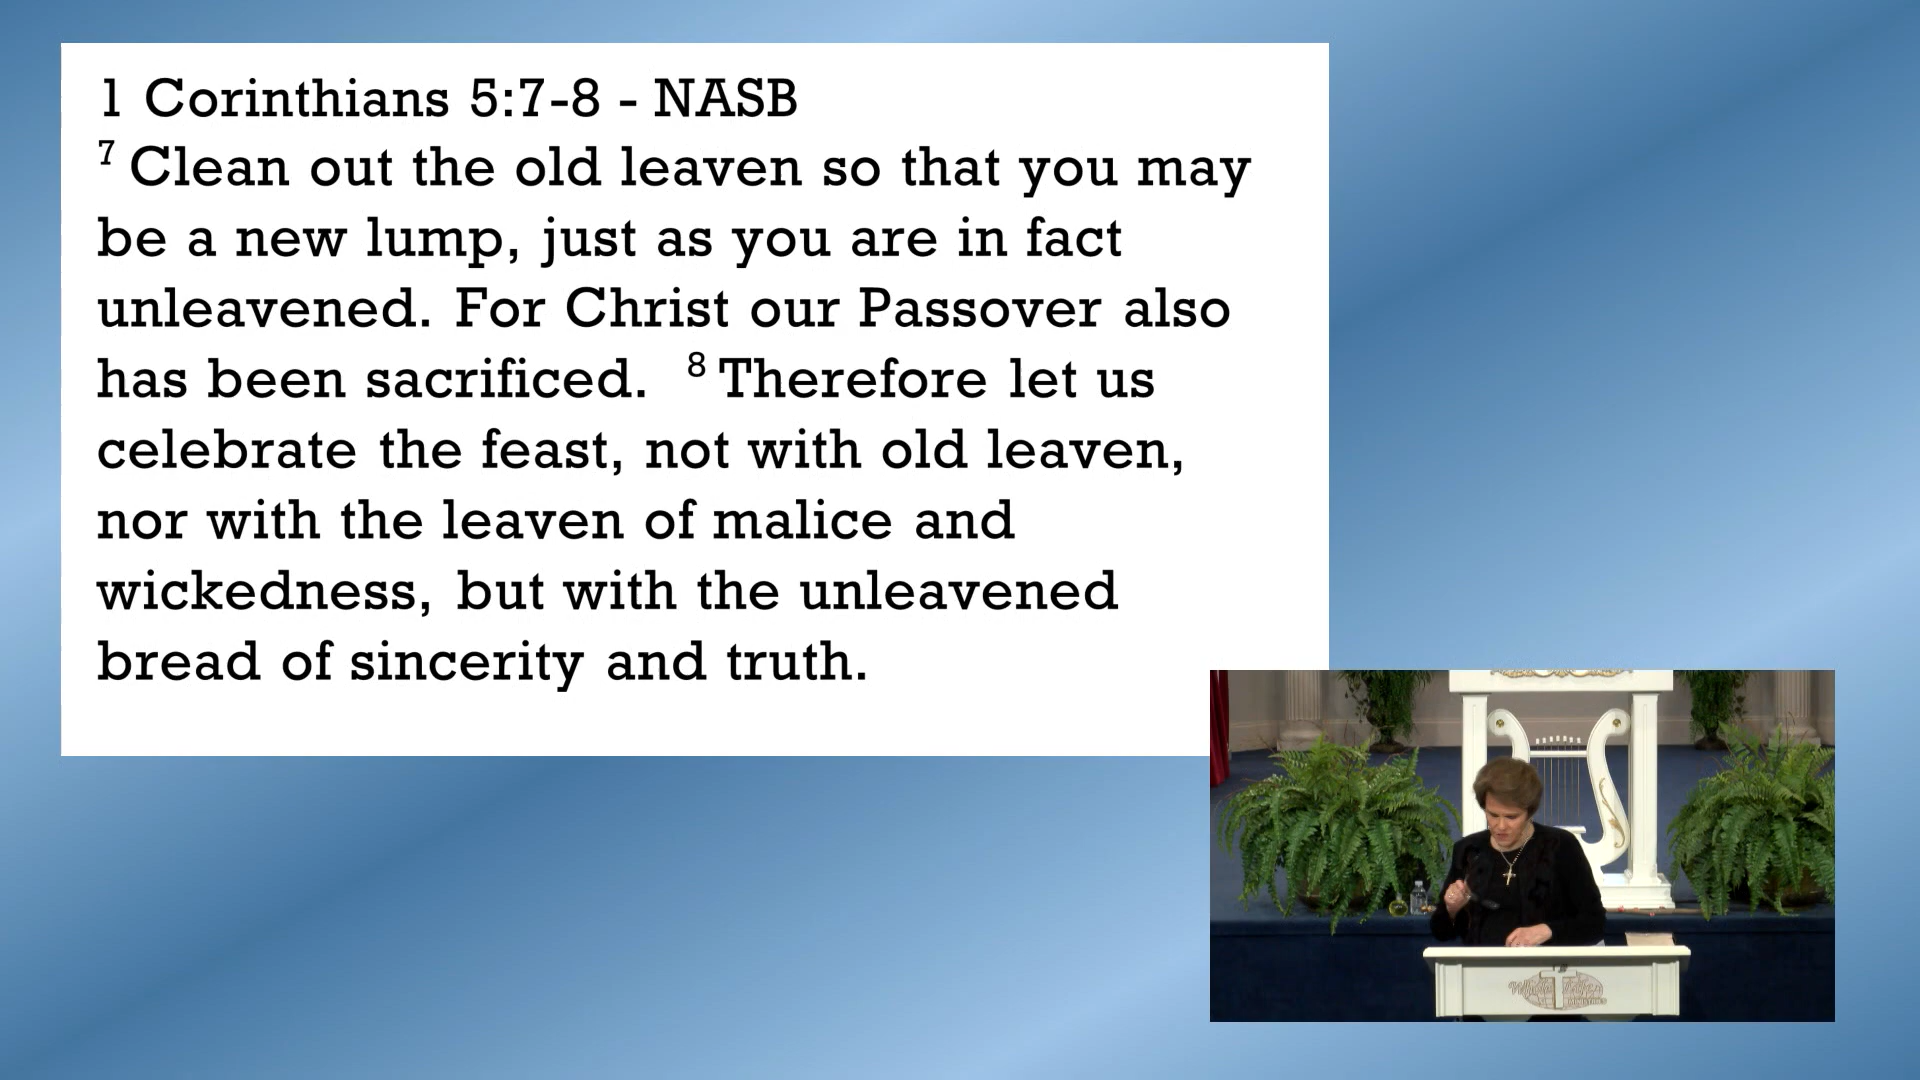 1 Corinthians 5:7-8 - NASB
7 Clean out the old leaven so that you may
be a new lump, just as you are in fact
unleavened. For Christ our Passover also
has been sacrificed. 8 Therefore let us
celebrate the feast, not with old leaven,
nor with the leaven of malice and
wickedness, but with the unleavened
bread of sincerity and truth.